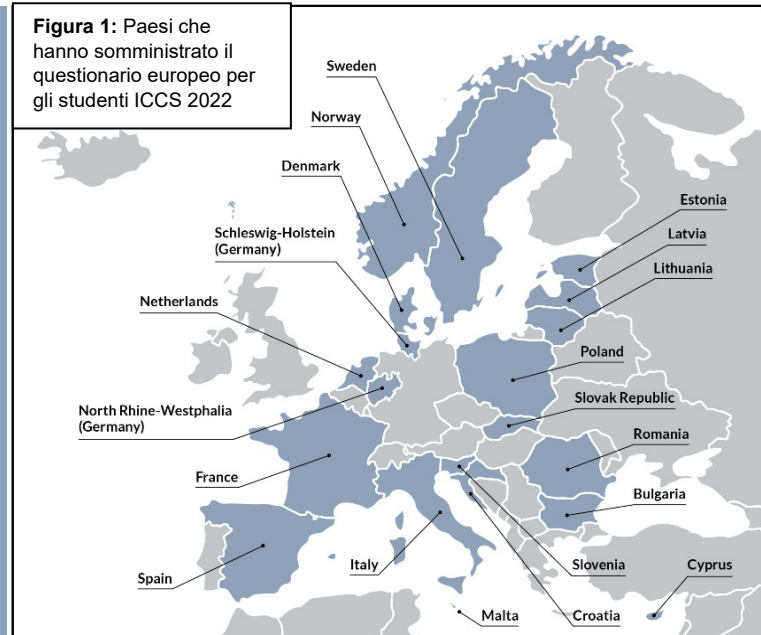 Figura 1: Paesi che
hanno somministrato il
questionario europeo per
gli studenti ICCS 2022
Sweden
Norway
Denmark
Schleswig-Holstein
(Germany)
Netherlands
North Rhine-Westphalia
(Germany)
France
Spain
Italy
Malta
Croatia
Slovenia
Cyprus
Bulgaria
Romania
Slovak Republic
Poland
Lithuania
Latvia
Estonia